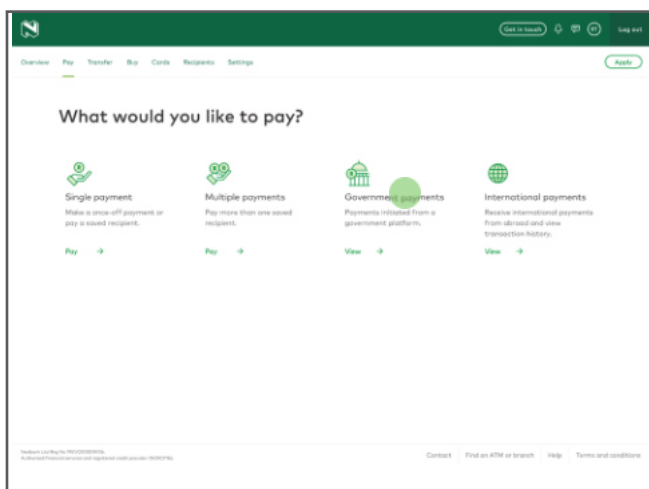 Get in touch
Log out
Overview Pay Transfer Buy Cards Recipients Settings
Apply
What would you like to pay?
Single payment
Make a once-off payment or
pay a saved recipient.
Pay →
Multiple payments
Pay more than one saved
recipient.
Pay →
Government payments
Payments initiated from a
government platform.
View →
International payments
Receive international payments
from abroad and view
transaction history.
View →
Contact Find an ATM or branch Help Terms and conditions